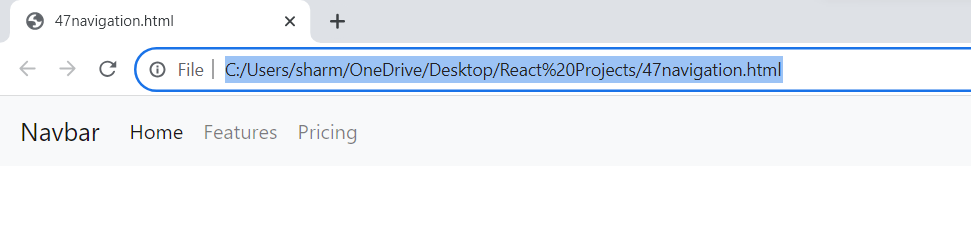 47navigation.html
File C:/Users/sharm/OneDrive/Desktop/React%20Projects/47navigation.html
Navbar Home Features Pricing